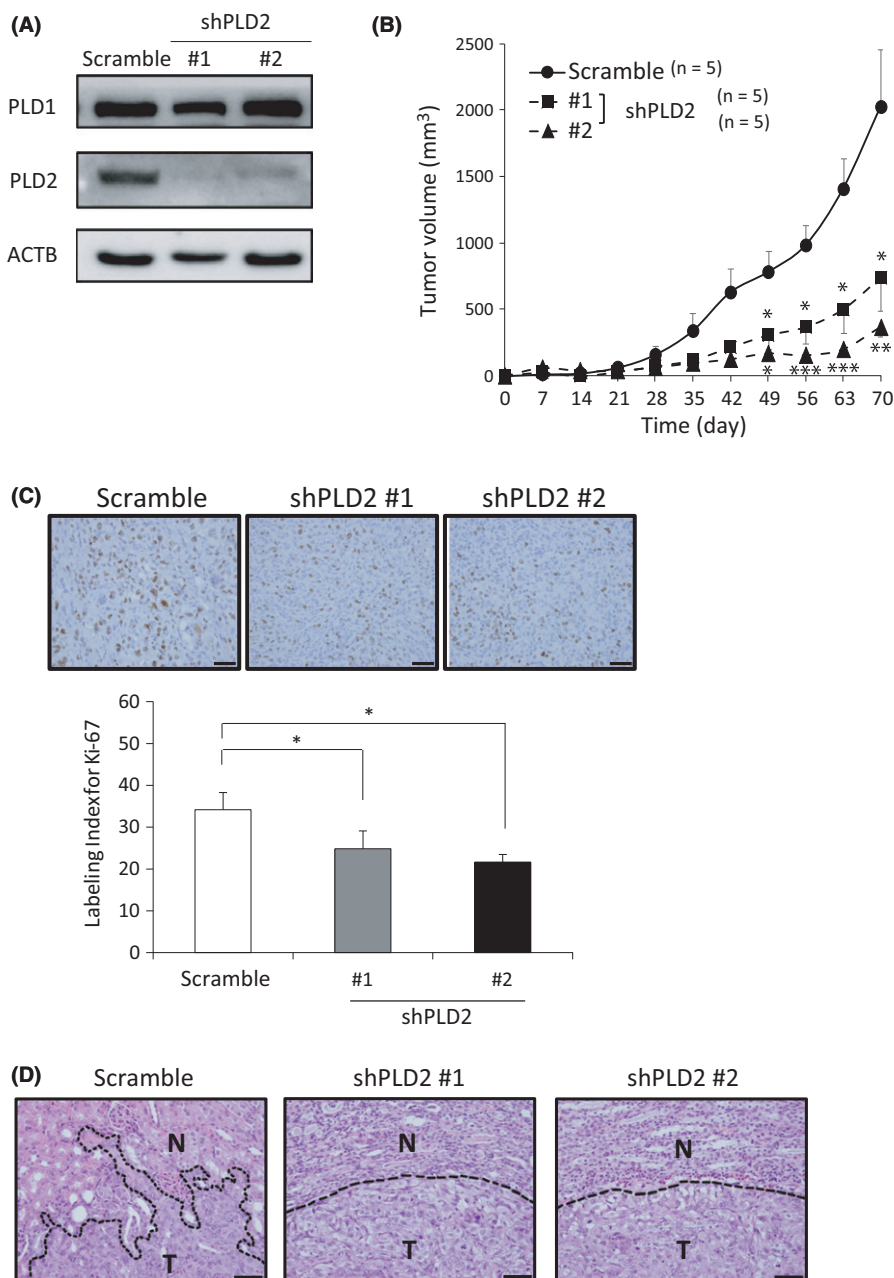 (A)
shPLD2
Scramble #1 #2
PLD1
PLD2
ACTB
(B)
Tumor volume (mm³)
2500
2000
1500
1000
500
0
Scramble (n = 5)
#1 (n = 5)
shPLD2
#2 (n = 5)
* * * *
* *** *** **
0 7 14 21 28 35 42 49 56 63 70
Time (day)
(C)
Scramble shPLD2 #1 shPLD2 #2
Labeling Indexfor Ki-67
60
50
40
30
20
10
0
*
*
Scramble #1 #2
shPLD2
(D)
Scramble shPLD2 #1 shPLD2 #2
N N N
T T T